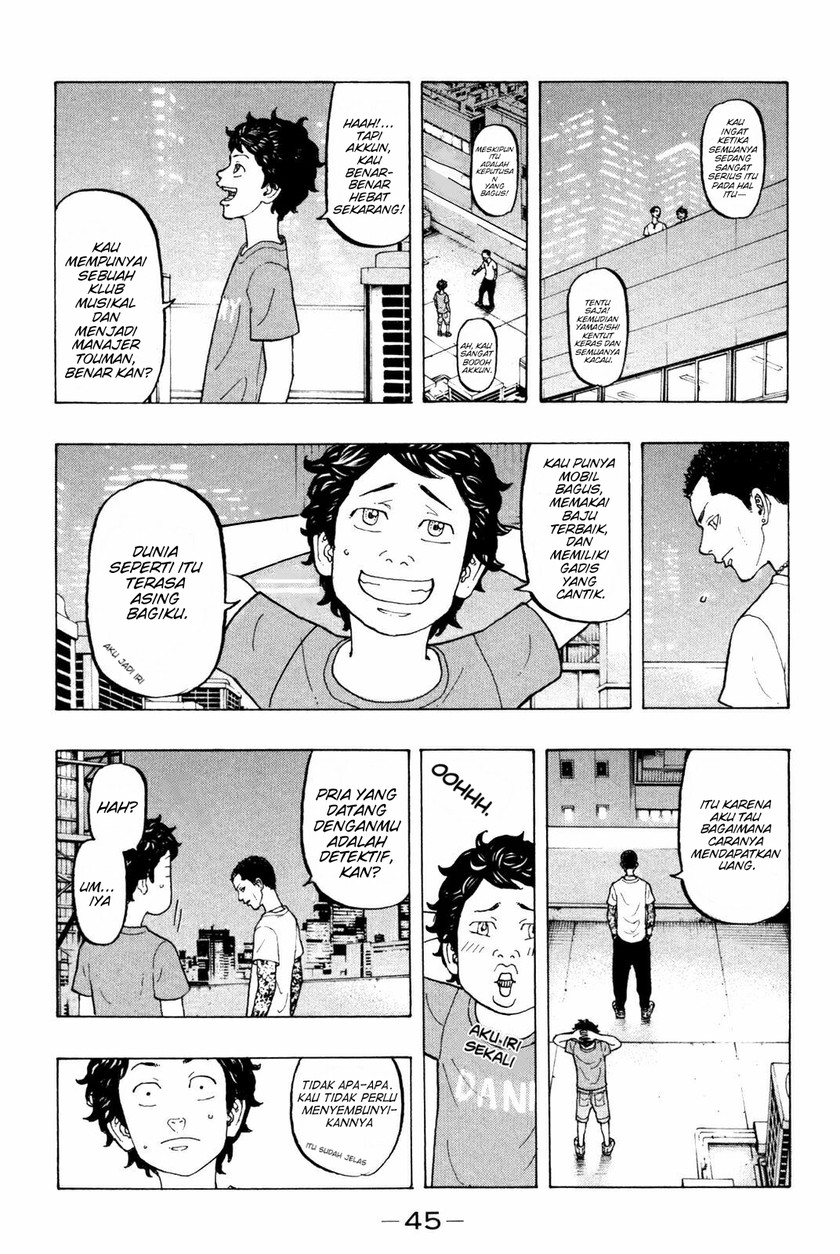 KAU
INGAT
KETIKA
SEMUANYA
SEDANG
SANGAT
SERIUS ITU
PADA HAL
ITU—
TENTU
SAJA!
KEMUDIAN
YAMAGISHI
KENTUT
KERAS DAN
SEMUANYA
KACAU.
MESKIPUN
ITU
ADALAH
KEPUTUSA
N
YANG
BAGUS!
AH, KAU
SANGAT
BODOH
AKKUN.
HAAH!...
TAPI
AKKUN,
KAU
BENAR-
BENAR
HEBAT
SEKARANG!
KAU
MEMPUNYAI
SEBUAH
KLUB
MUSIKAL
DAN
MENJADI
MANAJER
TOUMAN,
BENAR KAN?
KAU PUNYA
MOBIL
BAGUS,
MEMAKAI
BAJU
TERBAIK,
DAN
MEMILIKI
GADIS
YANG
CANTIK.
DUNIA
SEPERTI ITU
TERASA
ASING
BAGIKU.
AKU JADI IRI
ITU KARENA
AKU TAU
BAGAIMANA
CARANYA
MENDAPATKAN
UANG.
OOHHH.
AKU IRI
SEKALI
DANI
PRIA YANG
DATANG
DENGANMU
ADALAH
DETEKTIF,
KAN?
HAH?
UM...
IYA
TIDAK APA-APA.
KAU TIDAK PERLU
MENYEMBUNYI-
KANNYA
ITU SUDAH JELAS
—45—